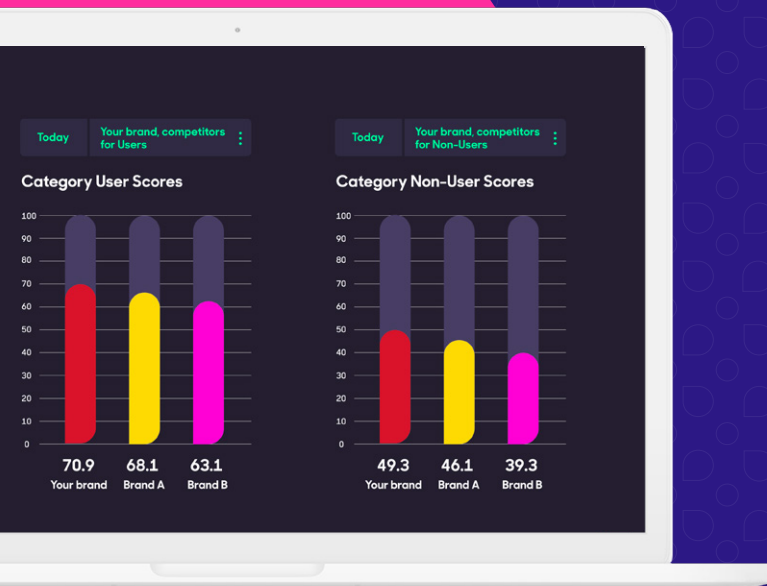 Today
Your brand, competitors
for Users
Category User Scores
100
90
80
70
60
50
40
30
20
10
0
70.9 68.1 63.1
Your brand Brand A Brand B
Today
Your brand, competitors
for Non-Users
Category Non-User Scores
100
90
80
70
60
50
40
30
20
10
0
49.3 46.1 39.3
Your brand Brand A Brand B